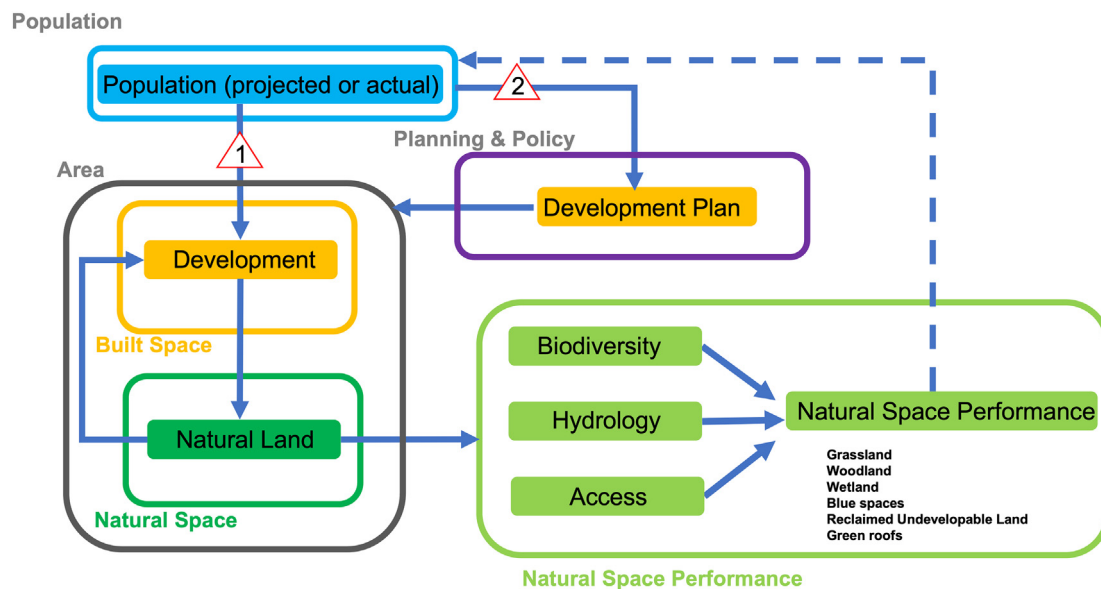 Population
Population (projected or actual)
2
1
Planning & Policy
Area
Development Plan
Development
Built Space
Natural Land
Natural Space
Biodiversity
Hydrology
Access
Natural Space Performance
Grassland
Woodland
Wetland
Blue spaces
Reclaimed Undevelopable Land
Green roofs
Natural Space Performance